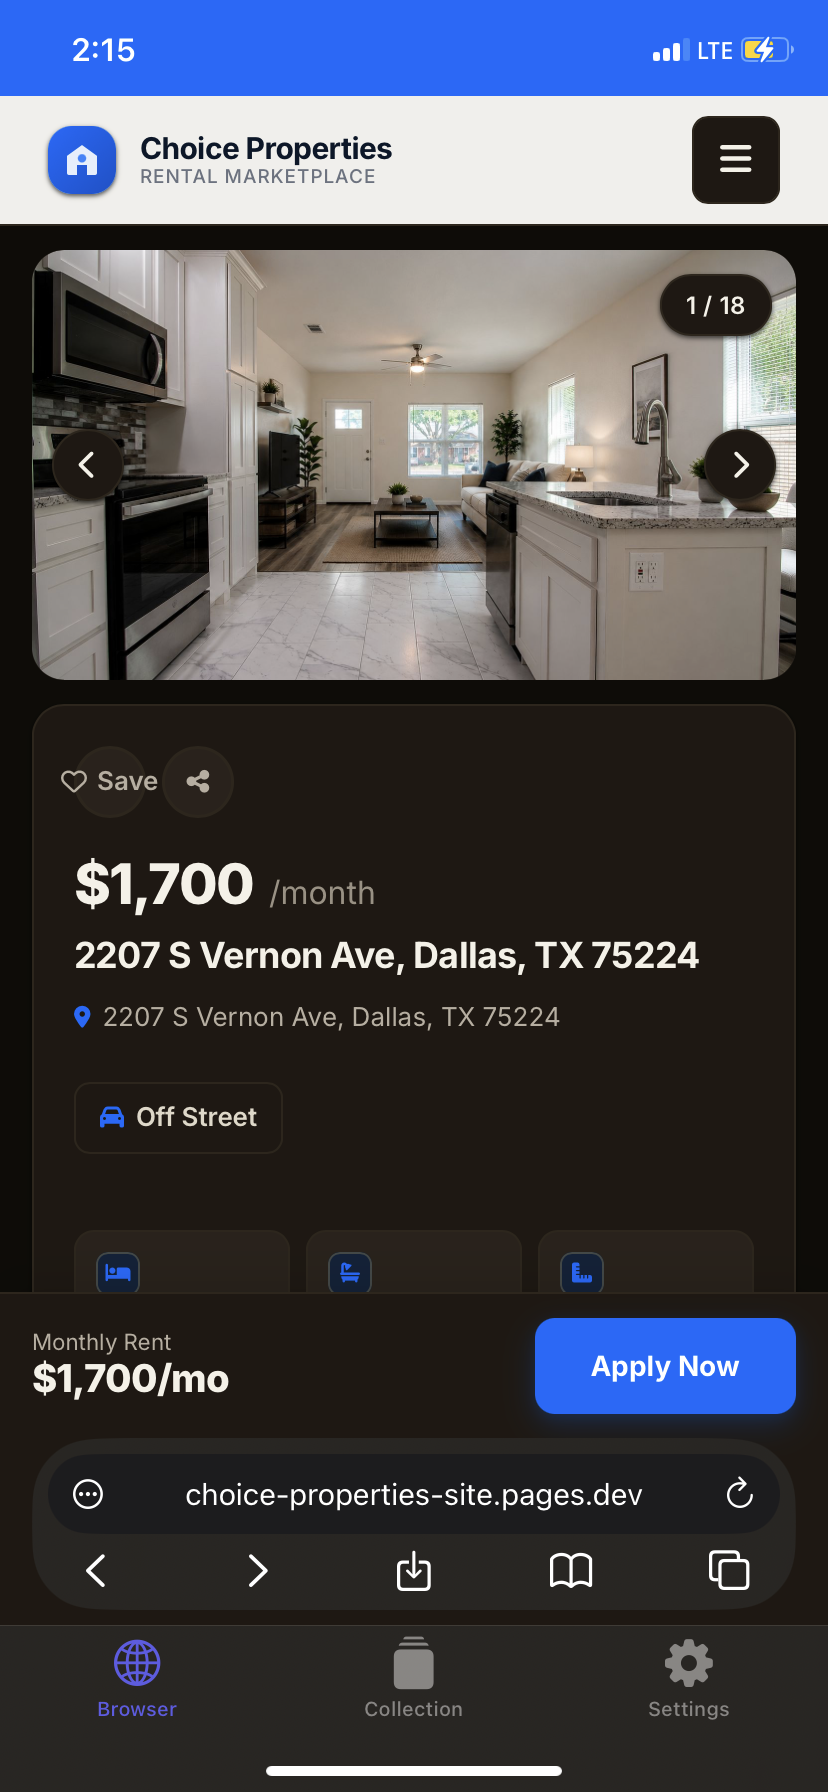 2:15
LTE
Choice Properties
RENTAL MARKETPLACE
1 / 18
Save
$1,700 /month
2207 S Vernon Ave, Dallas, TX 75224
2207 S Vernon Ave, Dallas, TX 75224
Off Street
Monthly Rent
$1,700/mo
Apply Now
choice-properties-site.pages.dev
Browser
Collection
Settings